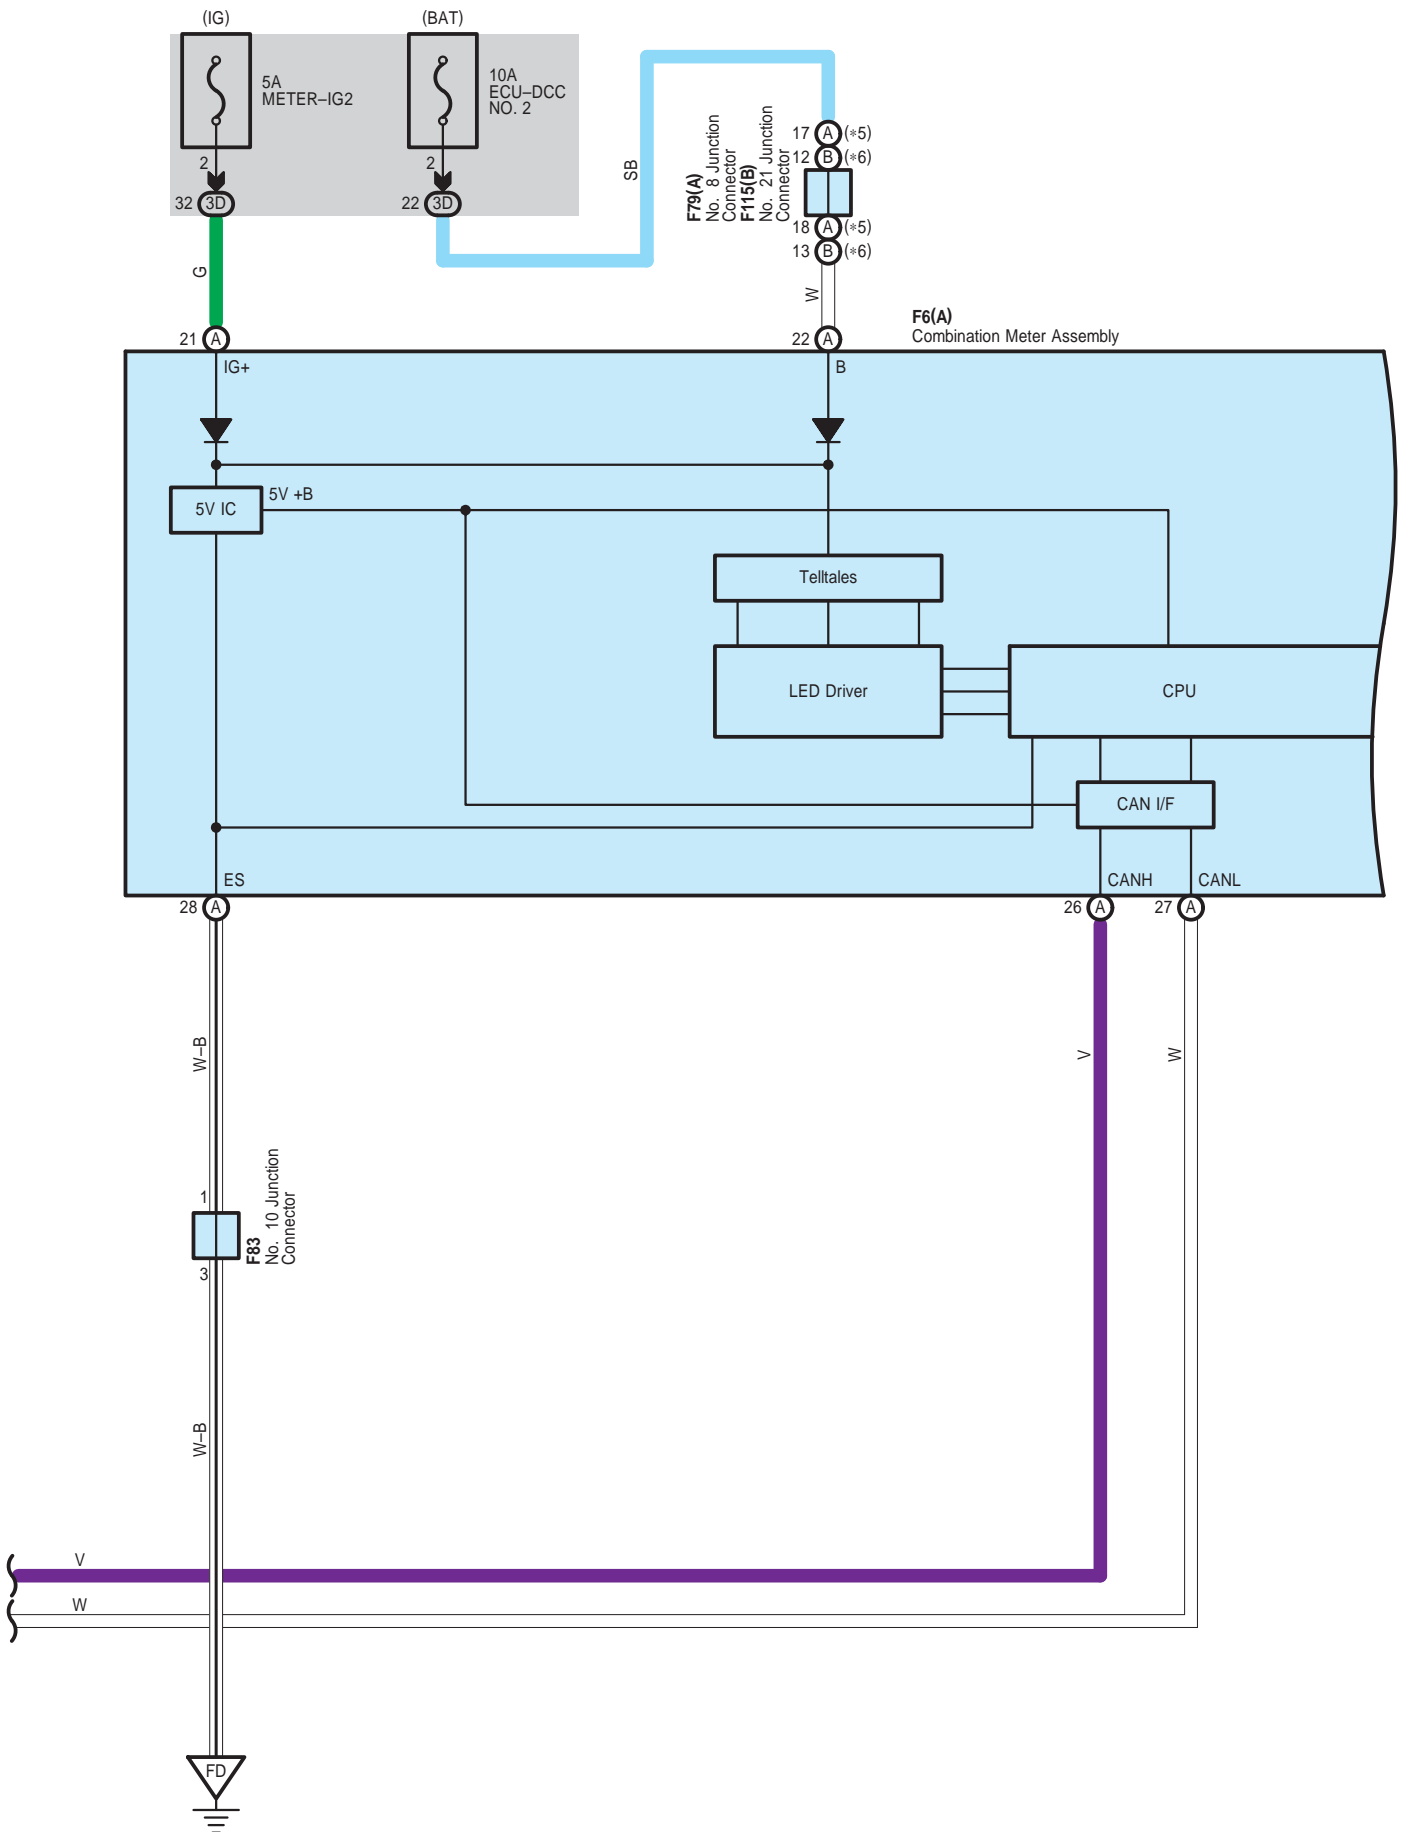 (IG)
(BAT)
5A
METER–IG2
10A
ECU–DCC
NO. 2
2
2
32 3D
22 3D
G
SB
F79(A)
No. 8 Junction
Connector
F115(B)
No. 21 Junction
Connector
17 A (*5)
12 B (*6)
18 A (*5)
13 B (*6)
W
F6(A)
Combination Meter Assembly
21 A
22 A
IG+
B
5V IC
5V +B
Telltales
LED Driver
CPU
CAN I/F
ES
CANH
CANL
28 A
26 A
27 A
W–B
V
W
1
F83
No. 10 Junction
Connector
3
W–B
V
W
FD